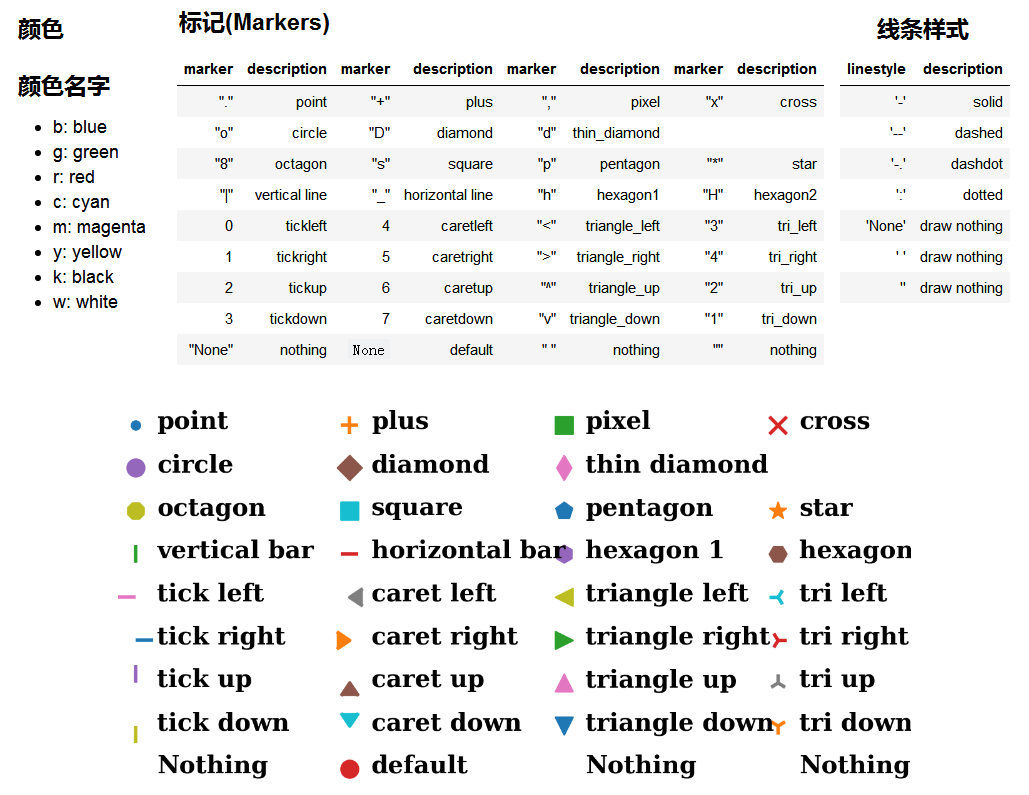 颜色
标记(Markers)
线条样式
颜色名字
b: blue
g: green
r: red
c: cyan
m: magenta
y: yellow
k: black
w: white
marker description marker description marker description marker description
"." point "+" plus "," pixel "x" cross
"o" circle "D" diamond "d" thin_diamond
"8" octagon "s" square "p" pentagon "*" star
"|" vertical line "_" horizontal line "h" hexagon1 "H" hexagon2
0 tickleft 4 caretleft "<" triangle_left "3" tri_left
1 tickright 5 caretright ">" triangle_right "4" tri_right
2 tickup 6 caretup "^" triangle_up "2" tri_up
3 tickdown 7 caretdown "v" triangle_down "1" tri_down
"None" nothing None default " " nothing "" nothing
linestyle description
'-' solid
'--' dashed
'-.' dashdot
':' dotted
'None' draw nothing
' ' draw nothing
'' draw nothing
point plus pixel cross
circle diamond thin diamond
octagon square pentagon star
vertical bar horizontal bar hexagon 1 hexagon
tick left caret left triangle left tri left
tick right caret right triangle right tri right
tick up caret up triangle up tri up
tick down caret down triangle down tri down
Nothing default Nothing Nothing